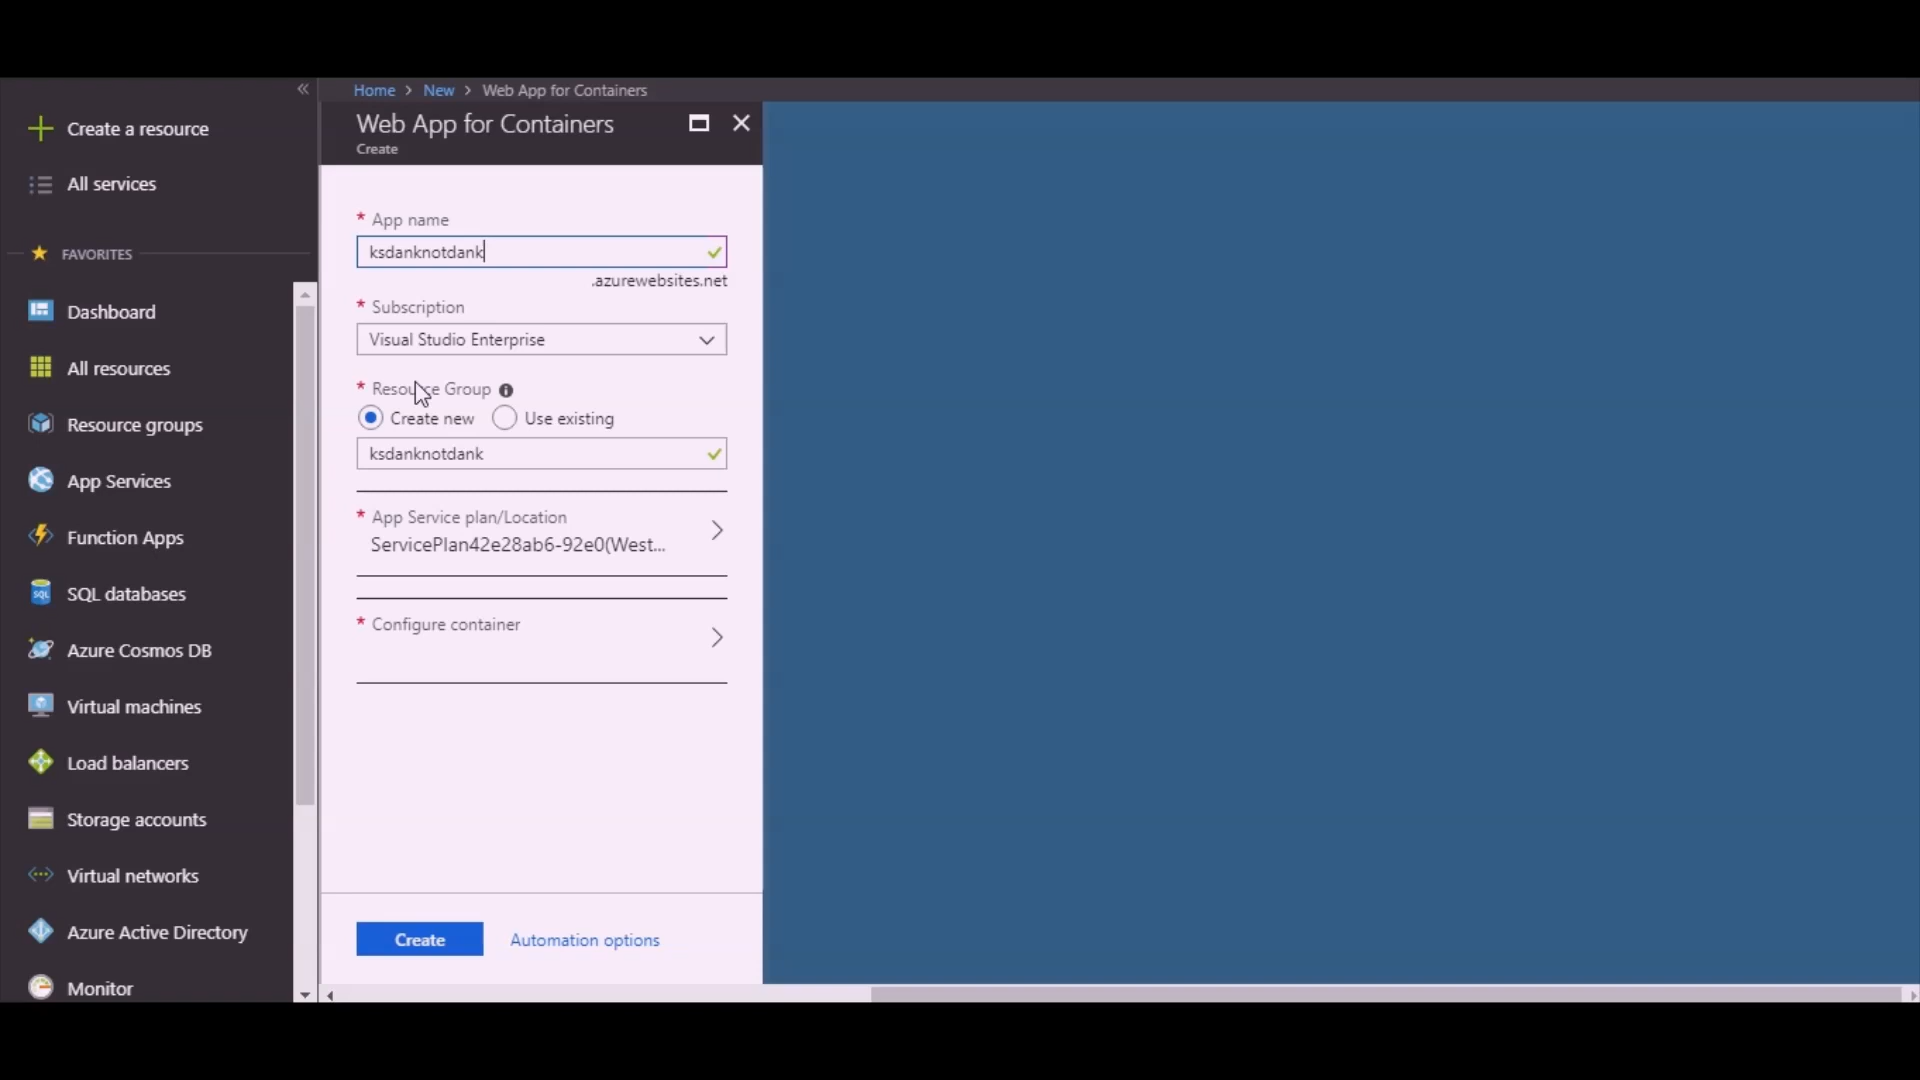 Home > New > Web App for Containers
Create a resource
All services
FAVORITES
Dashboard
All resources
Resource groups
App Services
Function Apps
SQL databases
Azure Cosmos DB
Virtual machines
Load balancers
Storage accounts
Virtual networks
Azure Active Directory
Monitor
Web App for Containers
Create
* App name
ksdanknotdank
.azurewebsites.net
* Subscription
Visual Studio Enterprise
* Resource Group
Create new Use existing
ksdanknotdank
* App Service plan/Location
ServicePlan42e28ab6-92e0(West...
* Configure container
Create Automation options